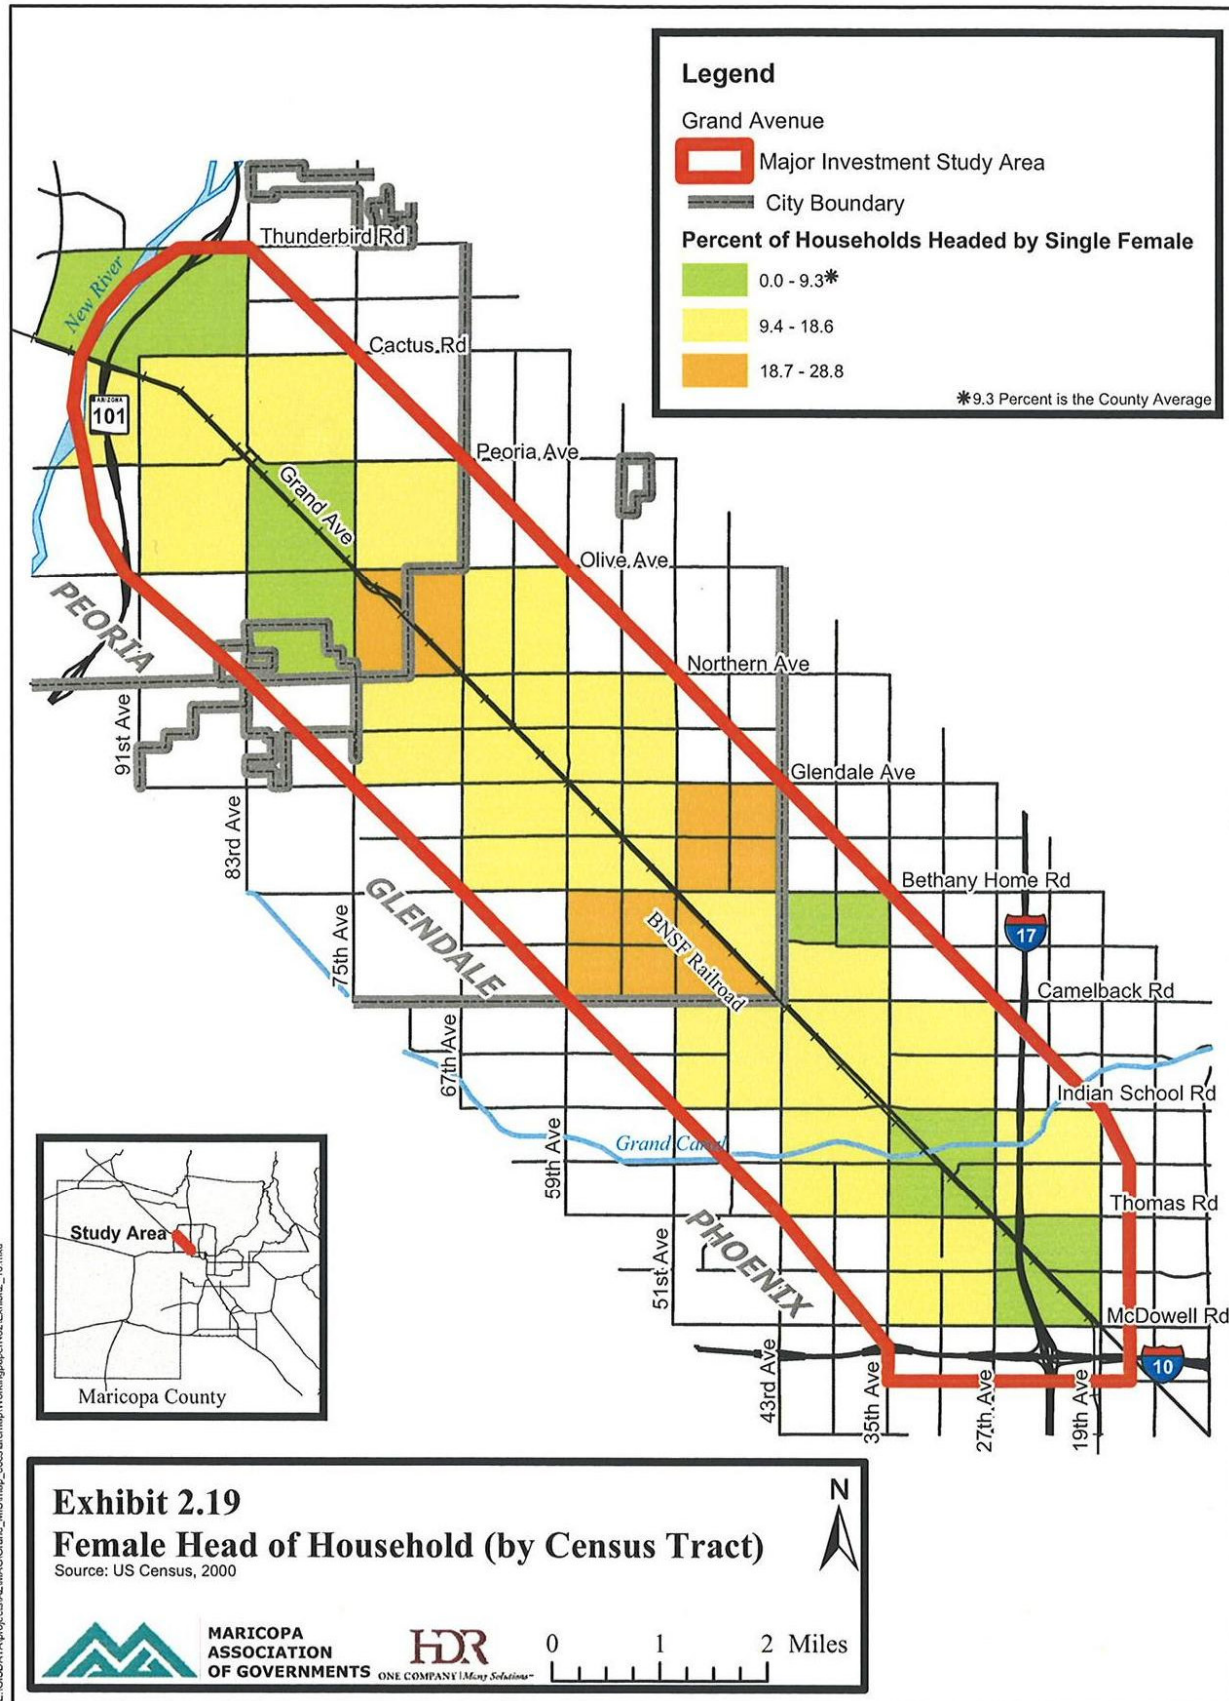 Legend
Grand Avenue
Major Investment Study Area
City Boundary
Percent of Households Headed by Single Female
0.0 - 9.3*
9.4 - 18.6
18.7 - 28.8
*9.3 Percent is the County Average
Thunderbird Rd
New River
Cactus Rd
ARIZONA
101
Peoria Ave
Grand Ave
Olive Ave
PEORIA
Northern Ave
91st Ave
Glendale Ave
83rd Ave
Bethany Home Rd
GLENDALE
75th Ave
BNSF Railroad
17
Camelback Rd
67th Ave
Indian School Rd
Grand Canal
59th Ave
Thomas Rd
PHOENIX
51st Ave
McDowell Rd
10
43rd Ave
35th Ave
27th Ave
19th Ave
Study Area
Maricopa County
Exhibit 2.19
Female Head of Household (by Census Tract)
Source: US Census, 2000
N
MARICOPA
ASSOCIATION
OF GOVERNMENTS
HDR
ONE COMPANY | Many Solutions
0 1 2 Miles